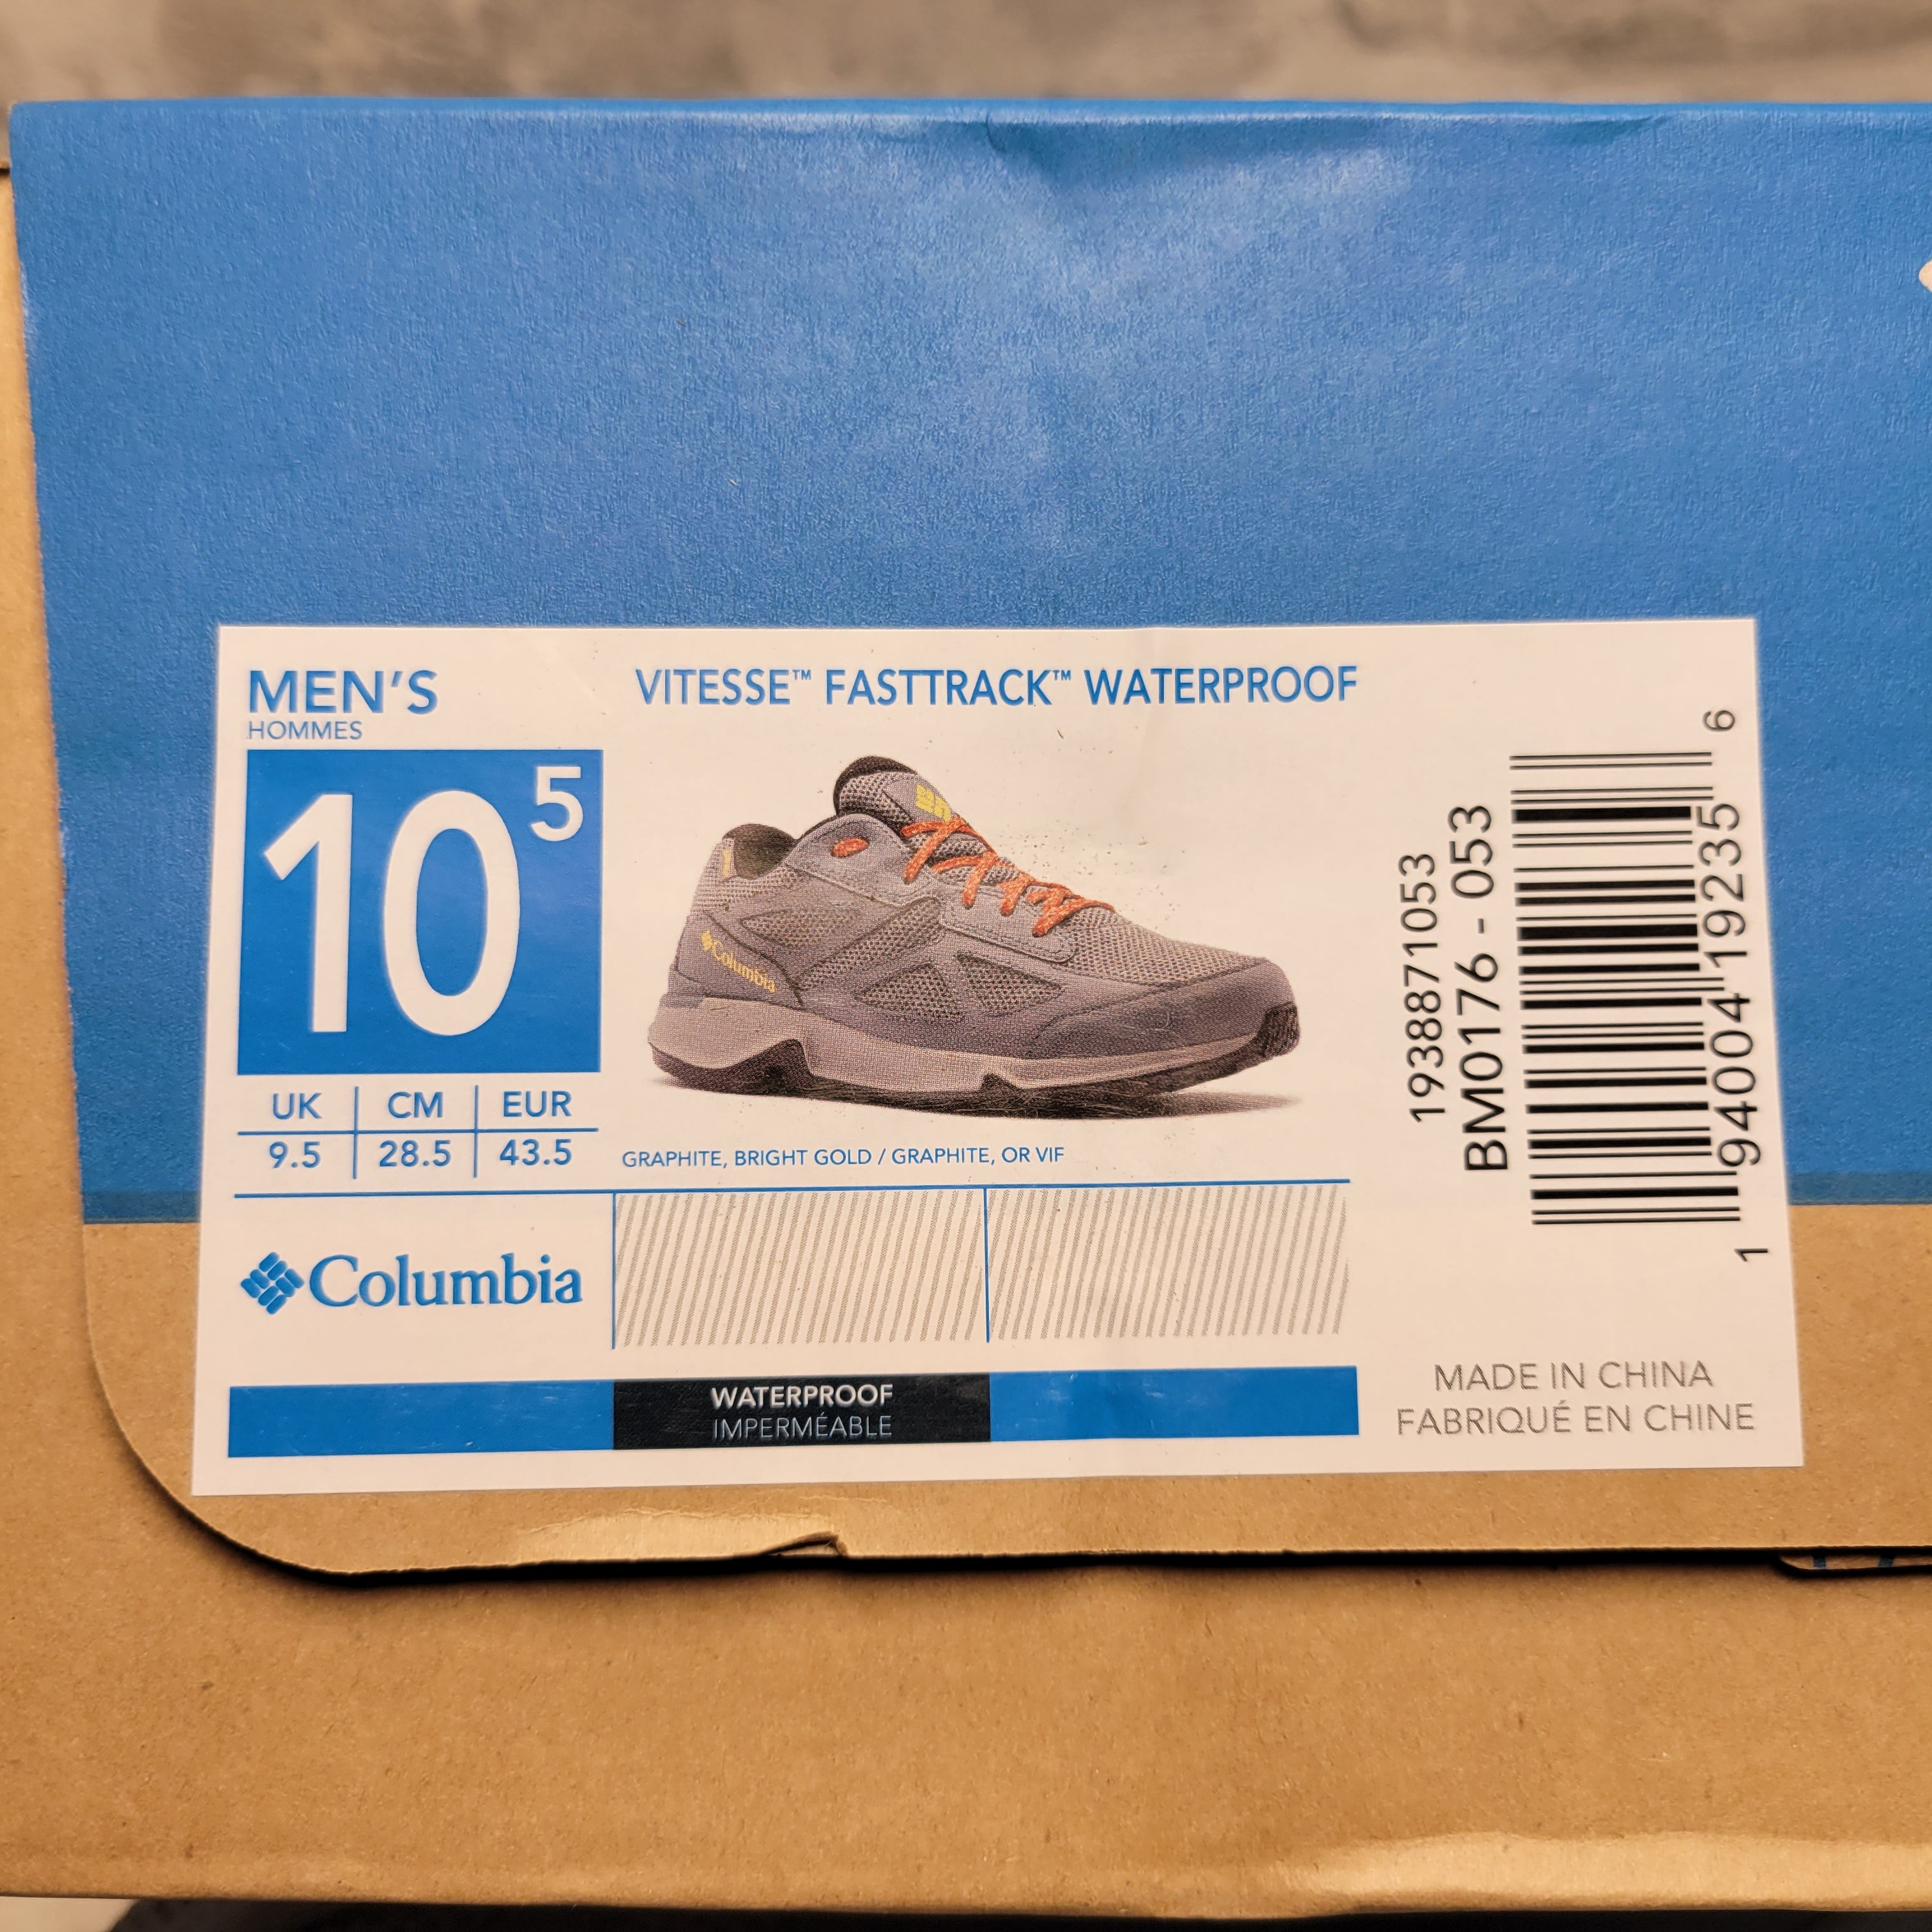 MEN'S
HOMMES
10 5
UK CM EUR
9.5 28.5 43.5
VITESSE™ FASTTRACK™ WATERPROOF
Columbia
GRAPHITE, BRIGHT GOLD / GRAPHITE, OR VIF
Columbia
WATERPROOF
IMPERMÉABLE
1938871053
BM0176 - 053
1 94004 19235 6
MADE IN CHINA
FABRIQUÉ EN CHINE